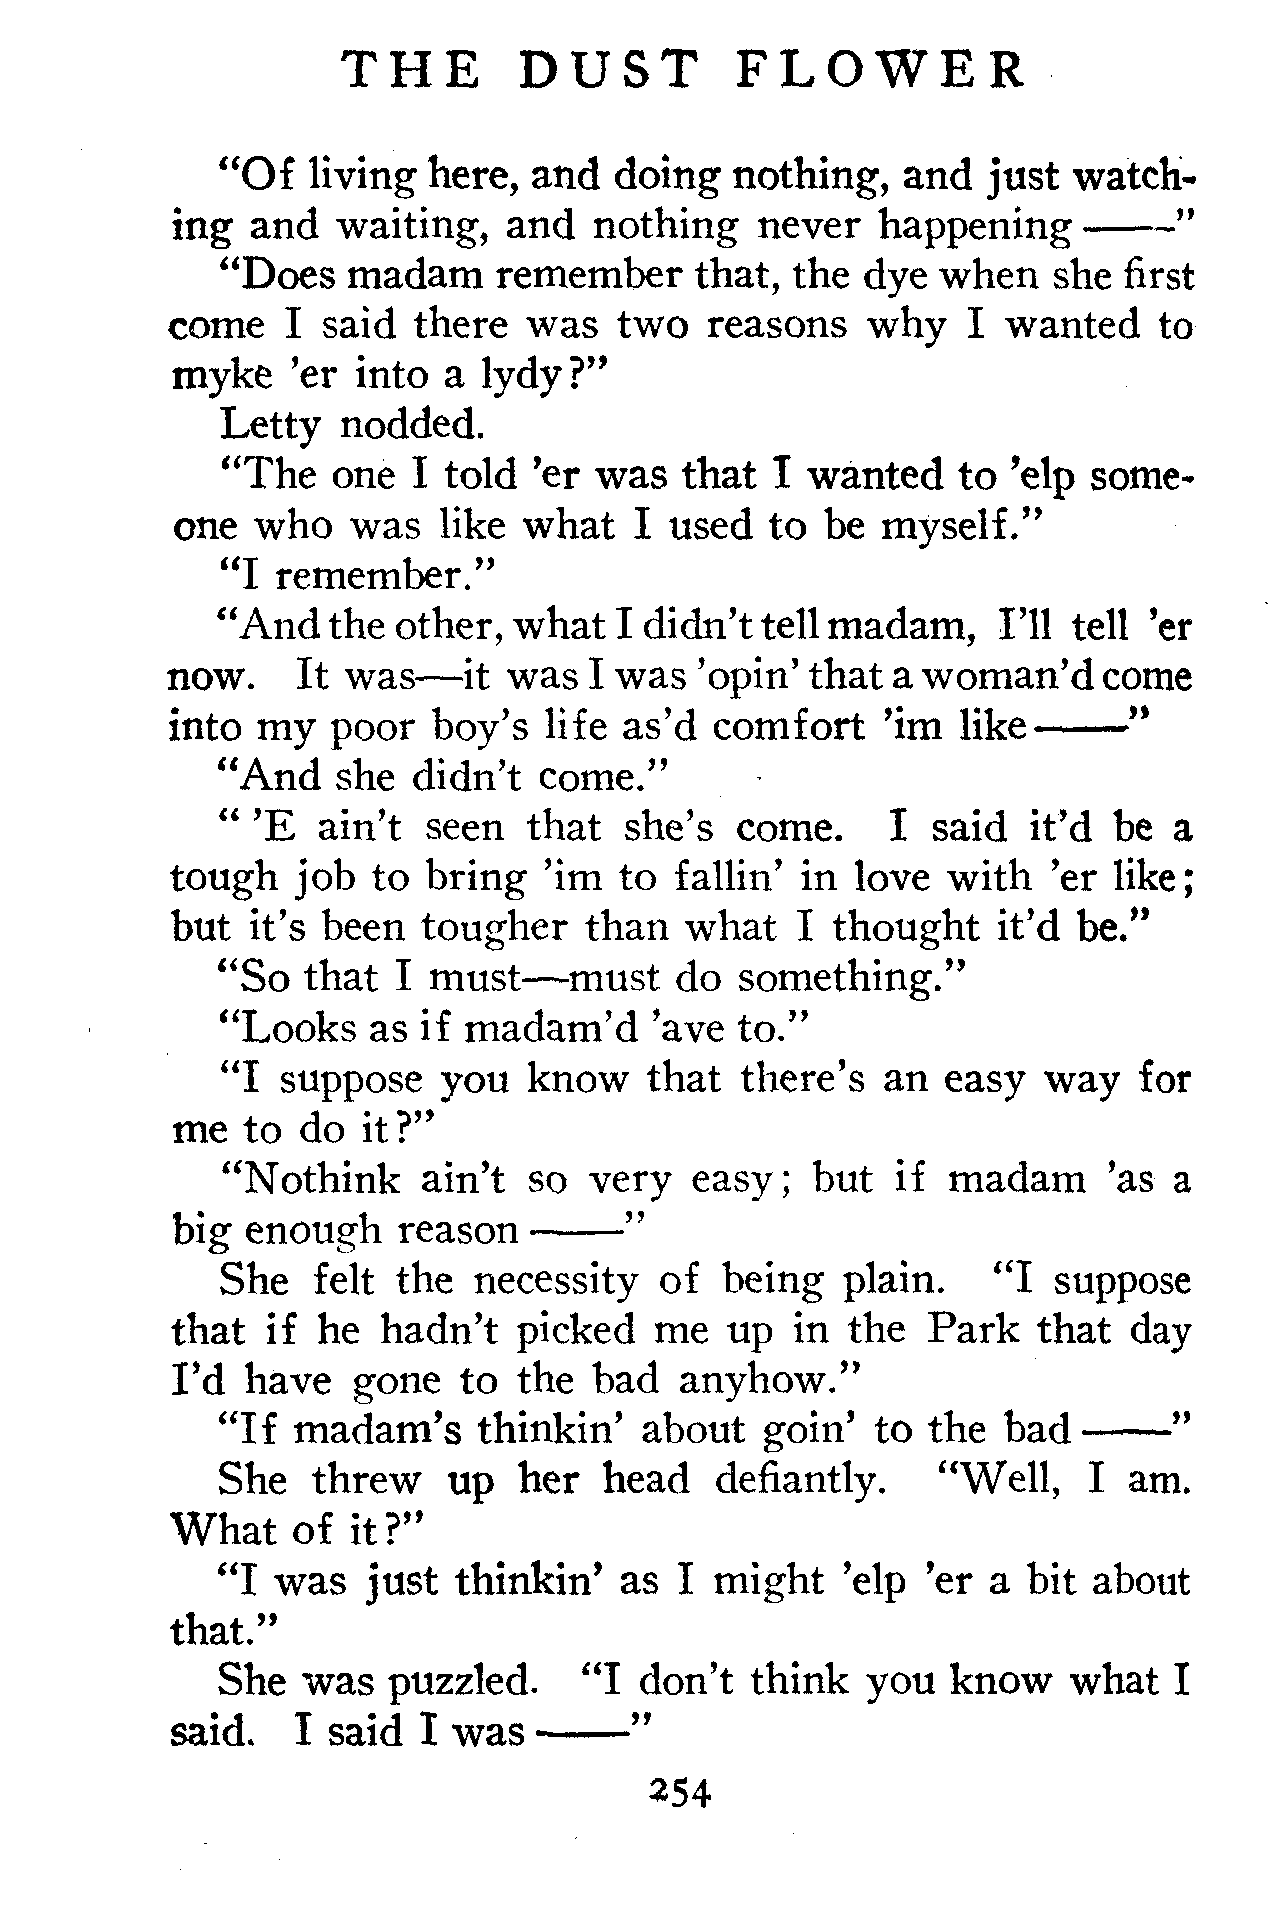 THE DUST FLOWER
“Of living here, and doing nothing, and just watch-
ing and waiting, and nothing never happening——”
“Does madam remember that, the dye when she first
come I said there was two reasons why I wanted to
myke ’er into a lydy?”
Letty nodded.
“The one I told ’er was that I wanted to ’elp some-
one who was like what I used to be myself.”
“I remember.”
“And the other, what I didn’t tell madam, I’ll tell ’er
now. It was—it was I was ’opin’ that a woman’d come
into my poor boy’s life as’d comfort ’im like——”
“And she didn’t come.”
“ ’E ain’t seen that she’s come. I said it’d be a
tough job to bring ’im to fallin’ in love with ’er like;
but it’s been tougher than what I thought it’d be.”
“So that I must—must do something.”
“Looks as if madam’d ’ave to.”
“I suppose you know that there’s an easy way for
me to do it?”
“Nothink ain’t so very easy; but if madam ’as a
big enough reason——”
She felt the necessity of being plain. “I suppose
that if he hadn’t picked me up in the Park that day
I’d have gone to the bad anyhow.”
“If madam’s thinkin’ about goin’ to the bad——”
She threw up her head defiantly. “Well, I am.
What of it?”
“I was just thinkin’ as I might ’elp ’er a bit about
that.”
She was puzzled. “I don’t think you know what I
said. I said I was——”
254